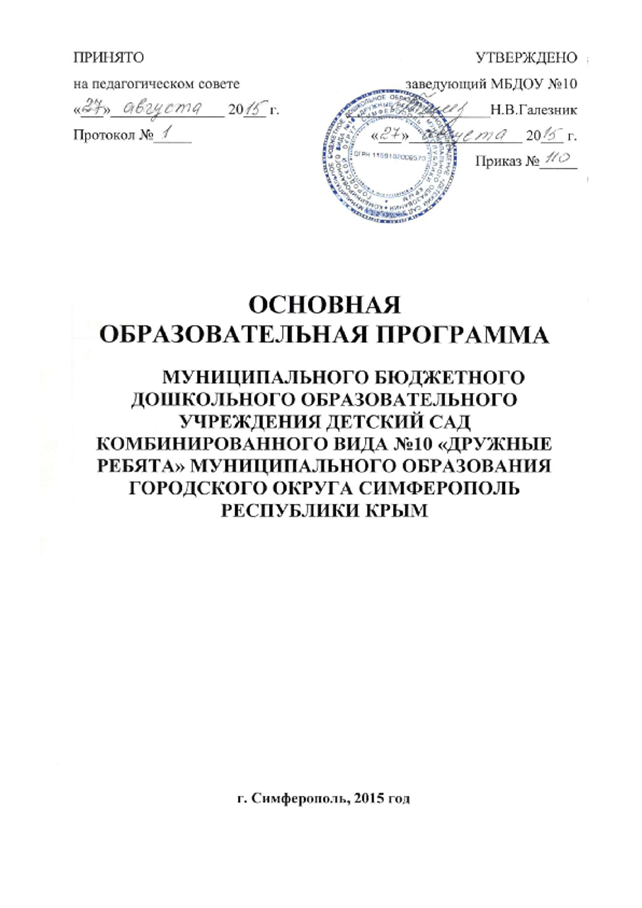 ПРИНЯТО
УТВЕРЖДЕНО
на педагогическом совете
заведующий МБДОУ №10
«27» августа 2015 г.
Н.В.Галезник
Протокол № 1
«27» августа 2015 г.
Приказ № 110
ОСНОВНАЯ
ОБРАЗОВАТЕЛЬНАЯ ПРОГРАММА
МУНИЦИПАЛЬНОГО БЮДЖЕТНОГО
ДОШКОЛЬНОГО ОБРАЗОВАТЕЛЬНОГО
УЧРЕЖДЕНИЯ ДЕТСКИЙ САД
КОМБИНИРОВАННОГО ВИДА №10 «ДРУЖНЫЕ
РЕБЯТА» МУНИЦИПАЛЬНОГО ОБРАЗОВАНИЯ
ГОРОДСКОГО ОКРУГА СИМФЕРОПОЛЬ
РЕСПУБЛИКИ КРЫМ
г. Симферополь, 2015 год